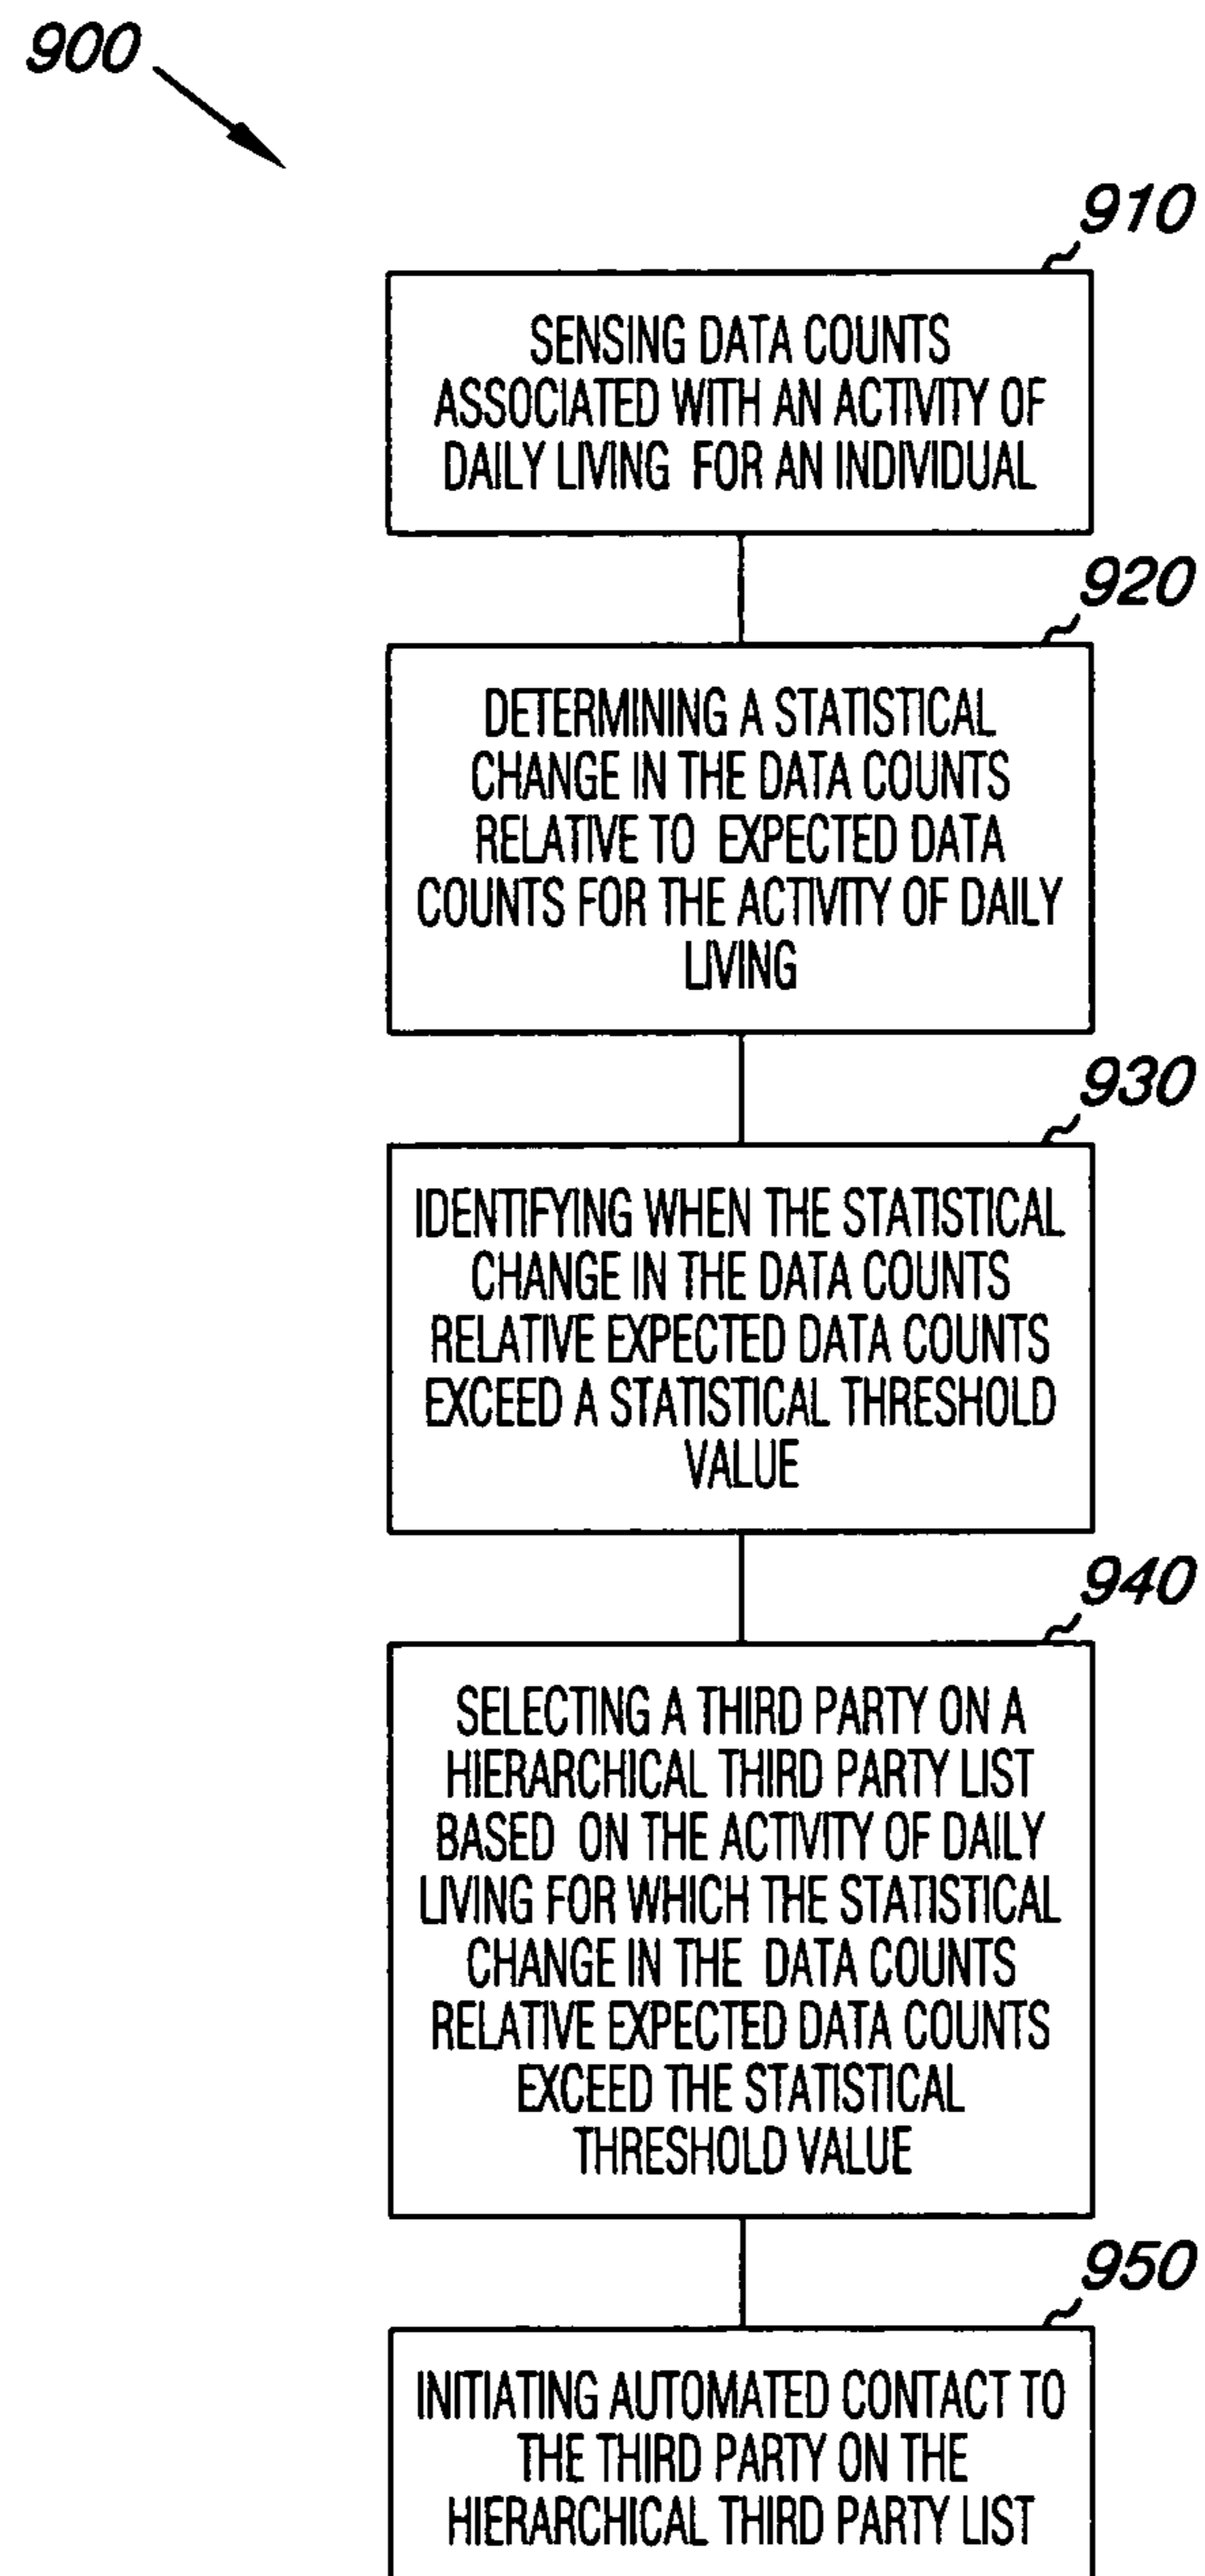 900
910
SENSING DATA COUNTS
ASSOCIATED WITH AN ACTIVITY OF
DAILY LIVING FOR AN INDIVIDUAL
920
DETERMINING A STATISTICAL
CHANGE IN THE DATA COUNTS
RELATIVE TO EXPECTED DATA
COUNTS FOR THE ACTIVITY OF DAILY
LIVING
930
IDENTIFYING WHEN THE STATISTICAL
CHANGE IN THE DATA COUNTS
RELATIVE EXPECTED DATA COUNTS
EXCEED A STATISTICAL THRESHOLD
VALUE
940
SELECTING A THIRD PARTY ON A
HIERARCHICAL THIRD PARTY LIST
BASED ON THE ACTIVITY OF DAILY
LIVING FOR WHICH THE STATISTICAL
CHANGE IN THE DATA COUNTS
RELATIVE EXPECTED DATA COUNTS
EXCEED THE STATISTICAL
THRESHOLD VALUE
950
INITIATING AUTOMATED CONTACT TO
THE THIRD PARTY ON THE
HIERARCHICAL THIRD PARTY LIST